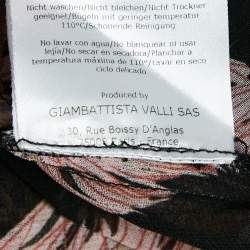 Nicht waschen/Nicht bleichen/Nicht Trockner
geeignet/Bügeln mit geringer temperatur
110°C/Schonende Reinigung
No lavar con agua/No blanquear ni usar
lejía/No secar en secadora/Planchar a
temperatura máxima de 110°/Lavar en seco
ciclo delicado.
Produced by
GIAMBATTISTA VALLI SAS
30, Rue Boissy D'Anglas
75008 Paris - France